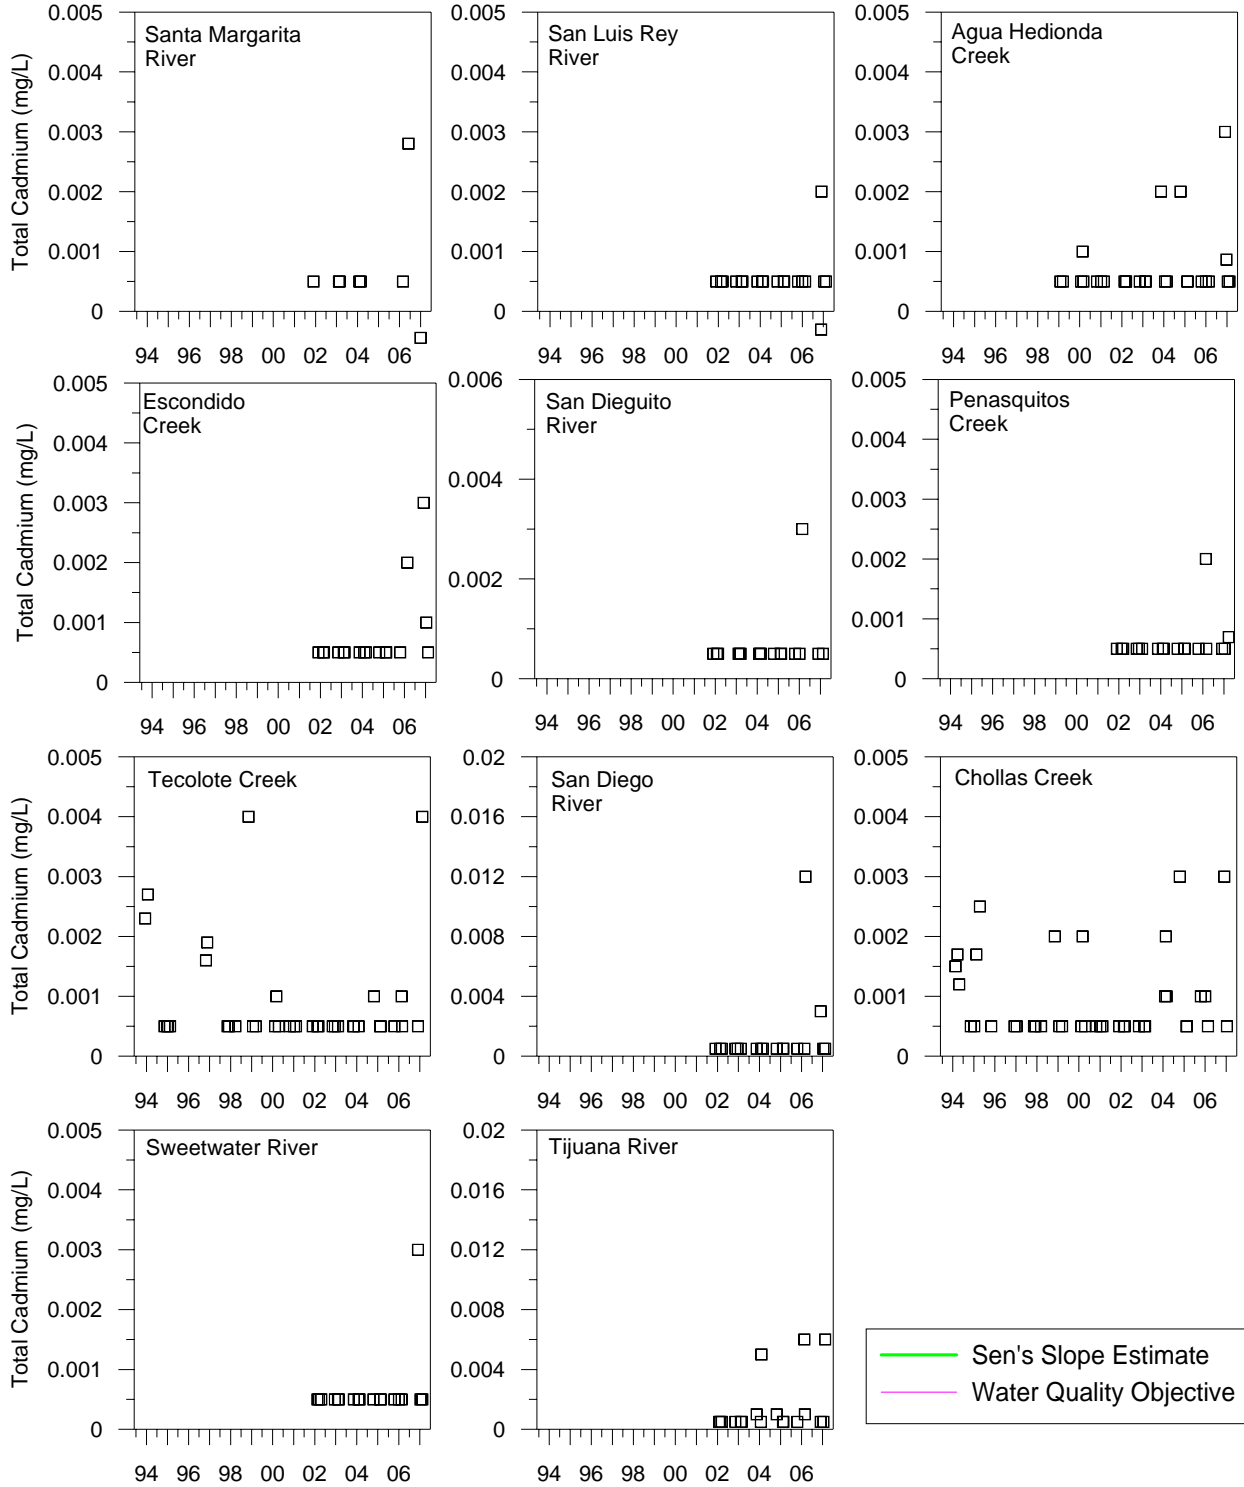 Santa Margarita
River
Total Cadmium (mg/L)
0.005
0.004
0.003
0.002
0.001
0
94 96 98 00 02 04 06
San Luis Rey
River
0.005
0.004
0.003
0.002
0.001
0
94 96 98 00 02 04 06
Agua Hedionda
Creek
0.005
0.004
0.003
0.002
0.001
0
94 96 98 00 02 04 06
Escondido
Creek
Total Cadmium (mg/L)
0.005
0.004
0.003
0.002
0.001
0
94 96 98 00 02 04 06
San Dieguito
River
0.006
0.004
0.002
0
94 96 98 00 02 04 06
Penasquitos
Creek
0.005
0.004
0.003
0.002
0.001
0
94 96 98 00 02 04 06
Tecolote Creek
Total Cadmium (mg/L)
0.005
0.004
0.003
0.002
0.001
0
94 96 98 00 02 04 06
San Diego
River
0.02
0.016
0.012
0.008
0.004
0
94 96 98 00 02 04 06
Chollas Creek
0.005
0.004
0.003
0.002
0.001
0
94 96 98 00 02 04 06
Sweetwater River
Total Cadmium (mg/L)
0.005
0.004
0.003
0.002
0.001
0
94 96 98 00 02 04 06
Tijuana River
0.02
0.016
0.012
0.008
0.004
0
94 96 98 00 02 04 06
Sen's Slope Estimate
Water Quality Objective